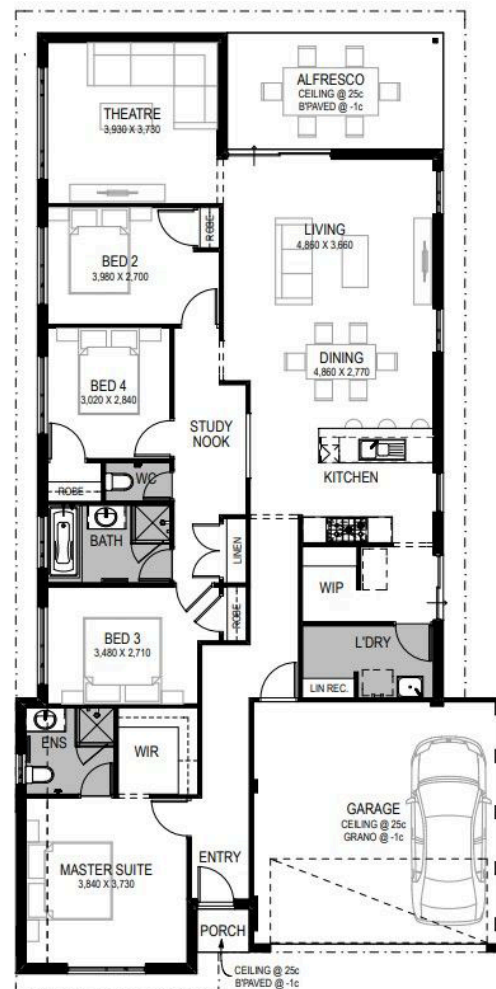 ALFRESCO
CEILING @ 25c
B'PAVED @ -1c
THEATRE
3,930 X 3,730
ROBE
BED 2
3,980 X 2,700
LIVING
4,860 X 3,660
DINING
4,860 X 2,770
BED 4
3,020 X 2,840
STUDY
NOOK
KITCHEN
WC
ROBE
BATH
LINEN
WIP
ROBE
BED 3
3,480 X 2,710
L'DRY
LIN REC.
ENS
WIR
GARAGE
CEILING @ 25c
GRANO @ -1c
ENTRY
MASTER SUITE
3,840 X 3,730
PORCH
CEILING @ 25c
B'PAVED @ -1c